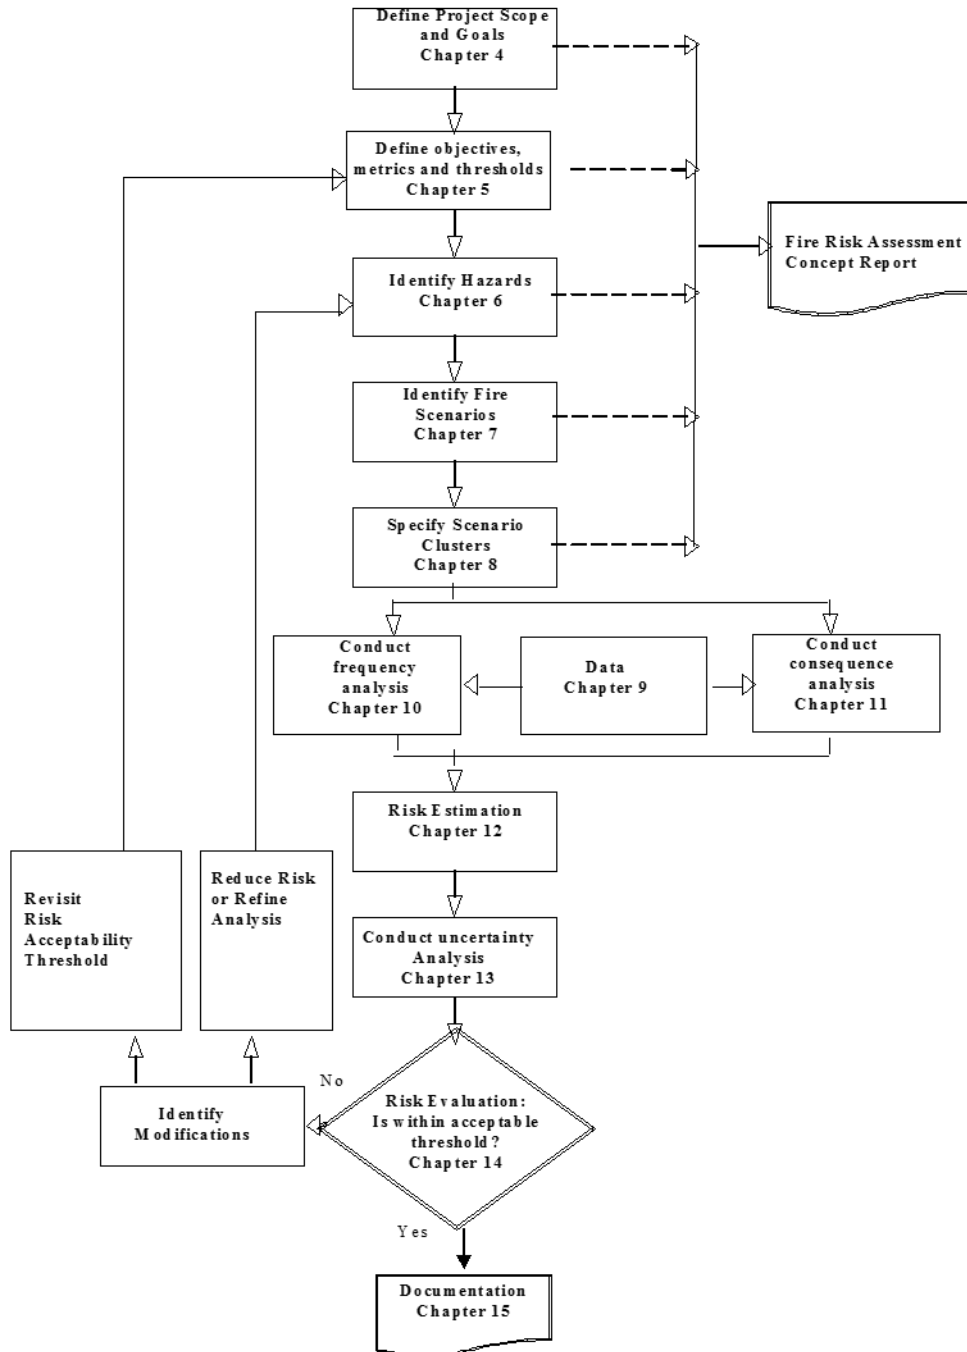 Define Project Scope
and Goals
Chapter 4
Define objectives,
metrics and thresholds
Chapter 5
Fire Risk Assessment
Concept Report
Identify Hazards
Chapter 6
Identify Fire
Scenarios
Chapter 7
Specify Scenario
Clusters
Chapter 8
Conduct
frequency
analysis
Chapter 10
Data
Chapter 9
Conduct
consequence
analysis
Chapter 11
Risk Estimation
Chapter 12
Revisit
Risk
Acceptability
Threshold
Reduce Risk
or Refine
Analysis
Conduct uncertainty
Analysis
Chapter 13
No
Risk Evaluation:
Is within acceptable
threshold?
Chapter 14
Identify
Modifications
Yes
Documentation
Chapter 15